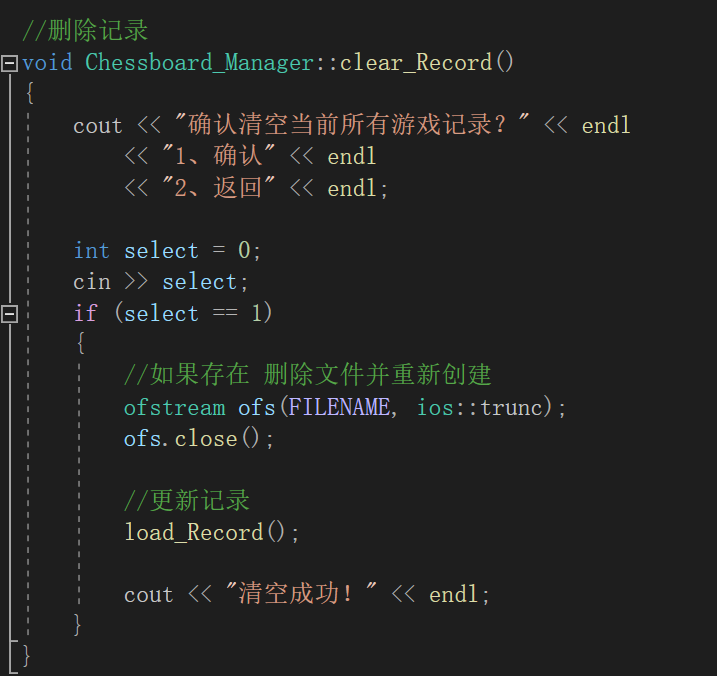 //删除记录
void Chessboard_Manager::clear_Record()
{
    cout << "确认清空当前所有游戏记录？" << endl
        << "1、确认" << endl
        << "2、返回" << endl;
    int select = 0;
    cin >> select;
    if (select == 1)
    {
        //如果存在 删除文件并重新创建
        ofstream ofs(FILENAME, ios::trunc);
        ofs.close();
        //更新记录
        load_Record();
        cout << "清空成功！" << endl;
    }
}